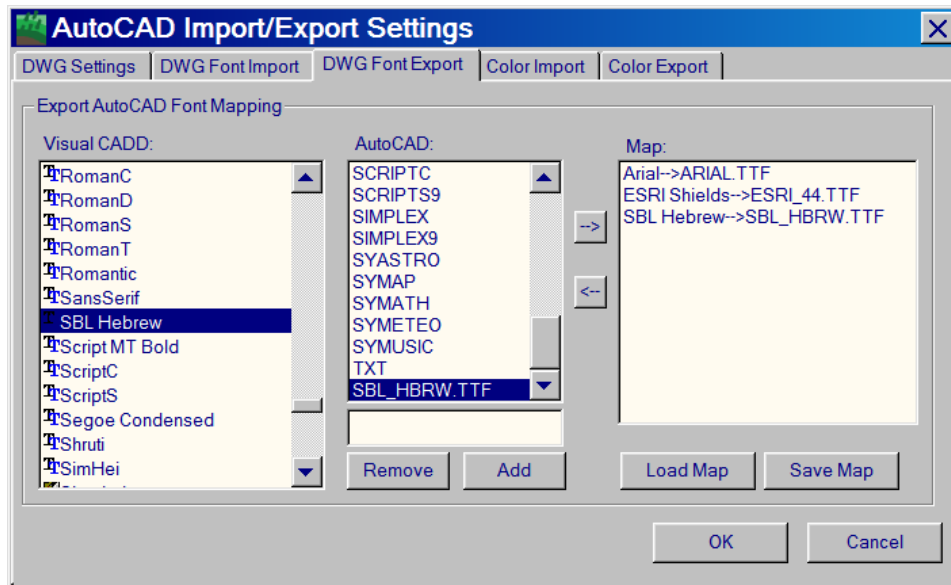 AutoCAD Import/Export Settings
DWG Settings
DWG Font Import
DWG Font Export
Color Import
Color Export
Export AutoCAD Font Mapping
Visual CADD:
RomanC
RomanD
RomanS
RomanT
Romantic
SansSerif
SBL Hebrew
Script MT Bold
ScriptC
ScriptS
Segoe Condensed
Shruti
SimHei
AutoCAD:
SCRIPTC
SCRIPTS9
SIMPLEX
SIMPLEX9
SYASTRO
SYMAP
SYMATH
SYMETEO
SYMUSIC
TXT
SBL_HBRW.TTF
Remove
Add
-->
<--
Map:
Arial-->ARIAL.TTF
ESRI Shields-->ESRI_44.TTF
SBL Hebrew-->SBL_HBRW.TTF
Load Map
Save Map
OK
Cancel